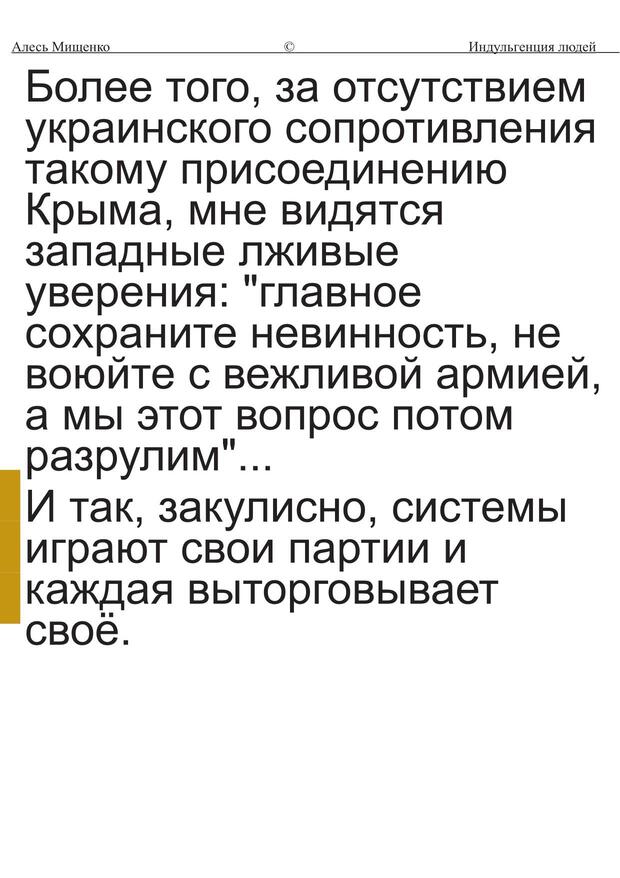 Алесь Мищенко © Индульгенция людей
Более того, за отсутствием
украинского сопротивления
такому присоединению
Крыма, мне видятся
западные лживые
уверения: "главное
сохраните невинность, не
воюйте с вежливой армией,
а мы этот вопрос потом
разрулим"...
И так, закулисно, системы
играют свои партии и
каждая выторговывает
своё.